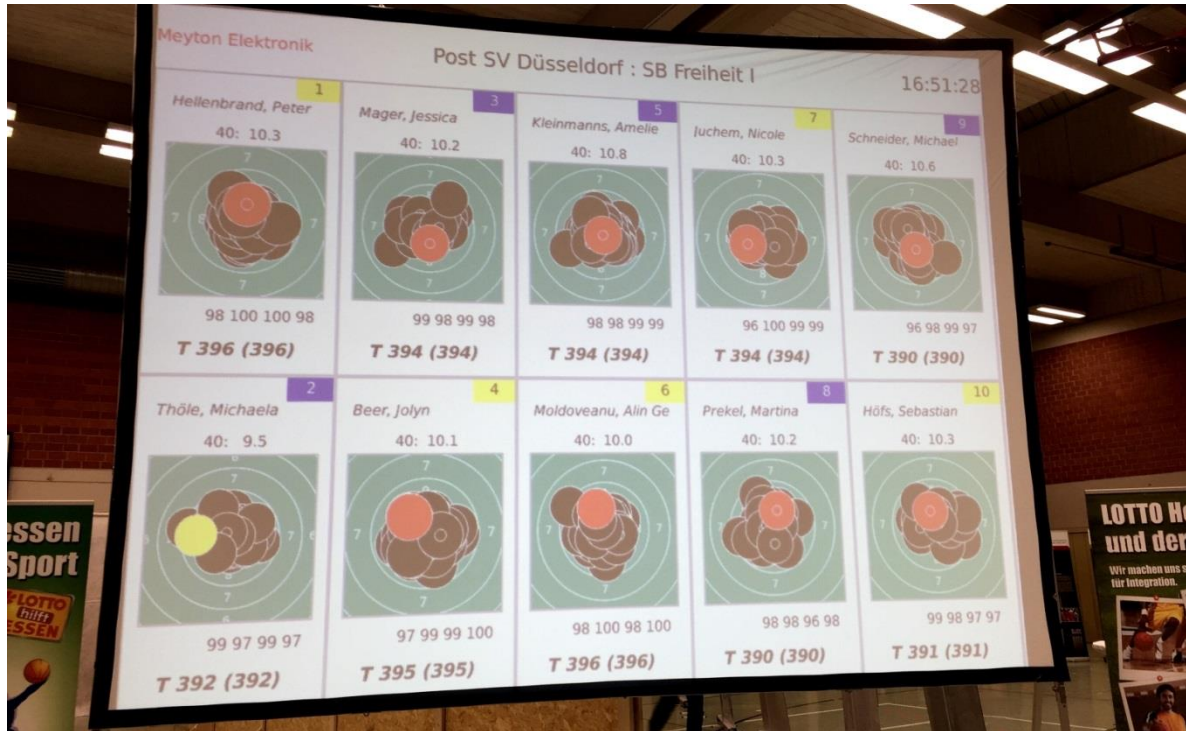 Meyton Elektronik
Post SV Düsseldorf : SB Freiheit I
16:51:28
1
Hellenbrand, Peter
40: 10.3
98 100 100 98
T 396 (396)
3
Mager, Jessica
40: 10.2
99 98 99 98
T 394 (394)
5
Kleinmanns, Amelie
40: 10.8
98 98 99 99
T 394 (394)
7
Juchem, Nicole
40: 10.3
96 100 99 99
T 394 (394)
9
Schneider, Michael
40: 10.6
96 98 99 97
T 390 (390)
2
Thöle, Michaela
40: 9.5
99 97 99 97
T 392 (392)
4
Beer, Jolyn
40: 10.1
97 99 99 100
T 395 (395)
6
Moldoveanu, Alin Ge
40: 10.0
98 100 98 100
T 396 (396)
8
Prekel, Martina
40: 10.2
98 98 96 98
T 390 (390)
10
Höfs, Sebastian
40: 10.3
99 98 97 97
T 391 (391)
essen
Sport
LOTTO
hilft
ESSEN
LOTTO He
und der
Wir machen uns s
für Integration.